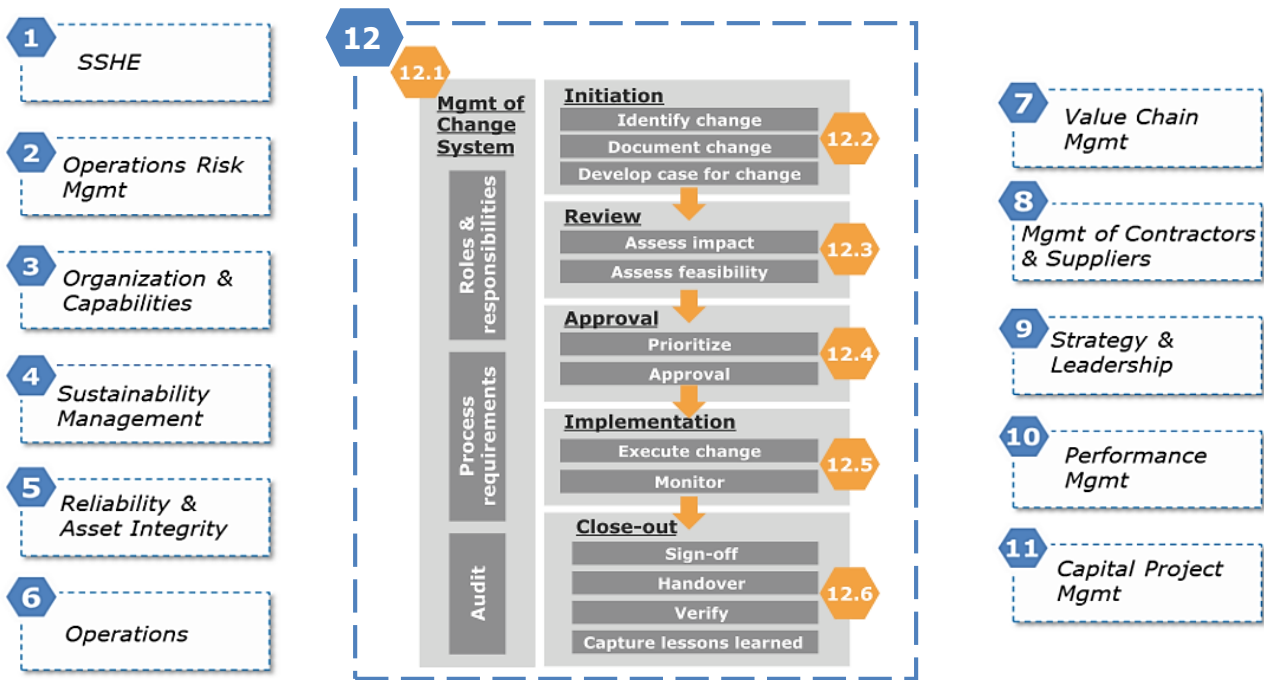 1
SSHE
2
Operations Risk
Mgmt
3
Organization &
Capabilities
4
Sustainability
Management
5
Reliability &
Asset Integrity
6
Operations
12
12.1
Mgmt of
Change
System
Roles &
responsibilities
Process
requirements
Audit
Initiation
Identify change
Document change
Develop case for change
12.2
Review
Assess impact
Assess feasibility
12.3
Approval
Prioritize
Approval
12.4
Implementation
Execute change
Monitor
12.5
Close-out
Sign-off
Handover
Verify
Capture lessons learned
12.6
7
Value Chain
Mgmt
8
Mgmt of Contractors
& Suppliers
9
Strategy &
Leadership
10
Performance
Mgmt
11
Capital Project
Mgmt